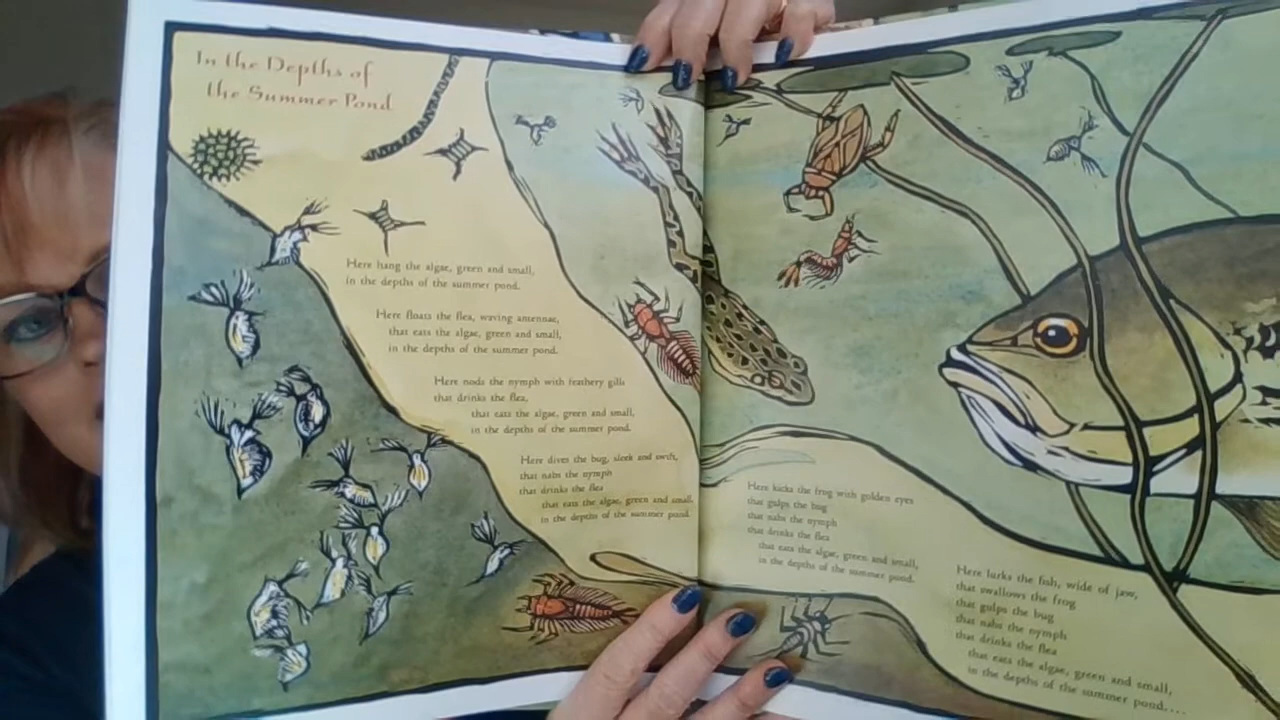 In the Depths of
the Summer Pond
Here hang the algae, green and small,
in the depths of the summer pond.
Here floats the flea, waving antennae,
that eats the algae, green and small,
in the depths of the summer pond.
Here nods the nymph with feathery gills
that drinks the flea,
that eats the algae, green and small,
in the depths of the summer pond.
Here dives the bug, sleek and swift,
that nabs the nymph
that drinks the flea
that eats the algae, green and small,
in the depths of the summer pond.
Here kicks the frog with golden eyes
that gulps the bug
that nabs the nymph
that drinks the flea
that eats the algae, green and small,
in the depths of the summer pond.
Here lurks the fish, wide of jaw,
that swallows the frog
that gulps the bug
that nabs the nymph
that drinks the flea
that eats the algae, green and small,
in the depths of the summer pond. . . .